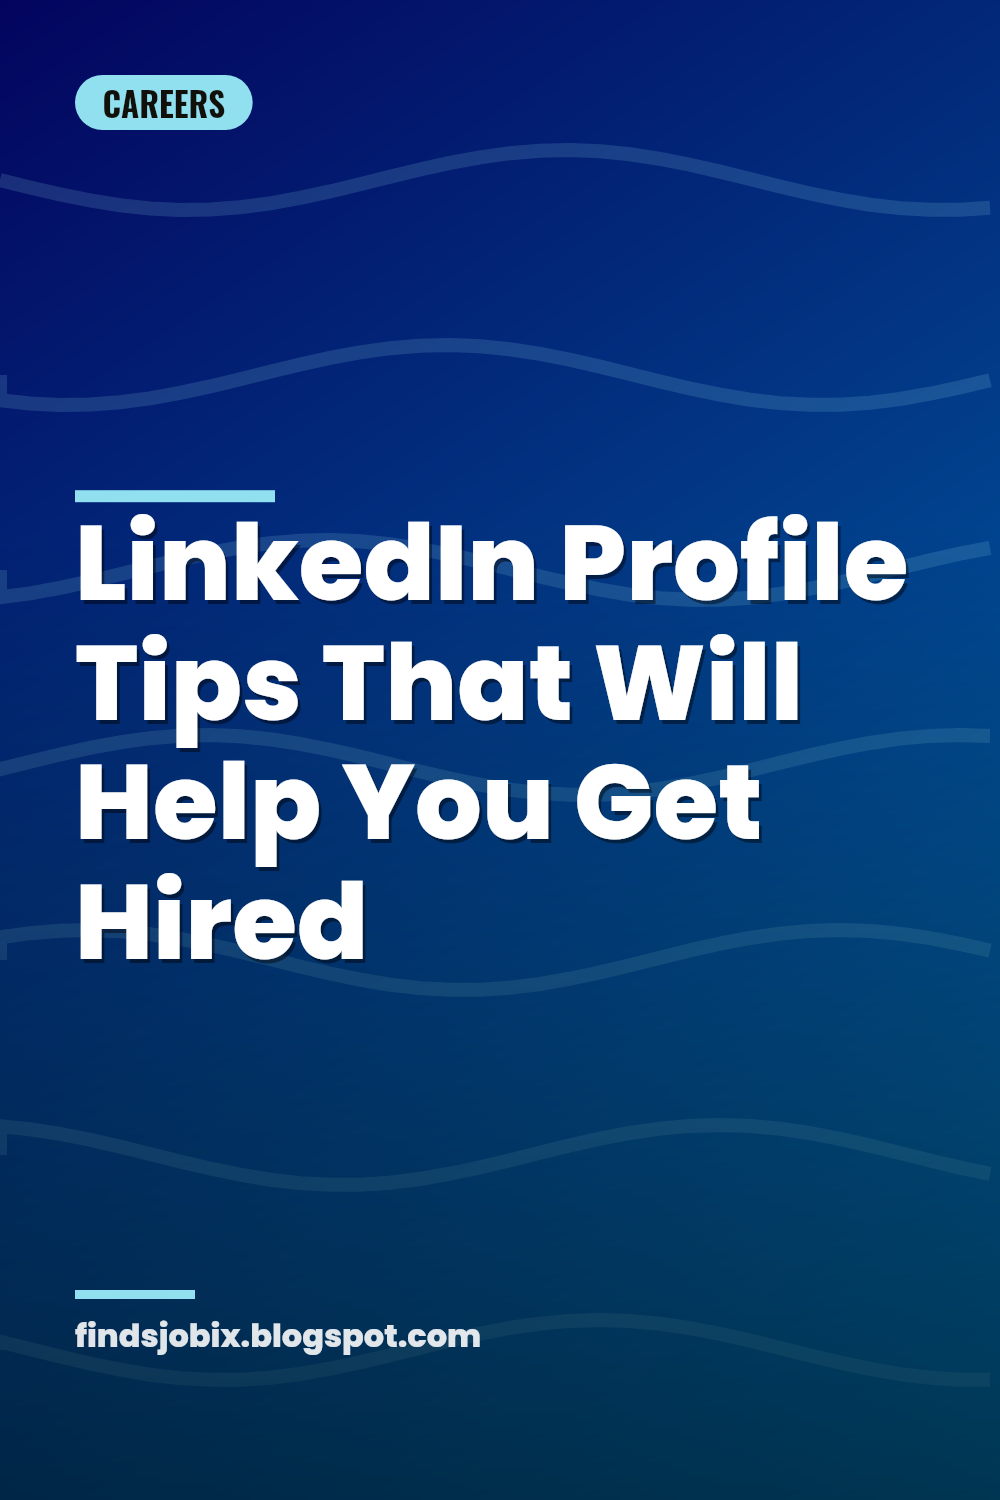 CAREERS
LinkedIn Profile
Tips That Will
Help You Get
Hired
findsjobix.blogspot.com